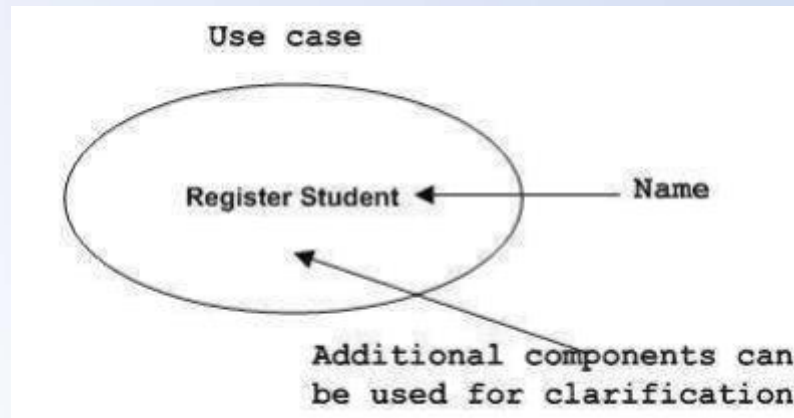 Use case
Register Student
Name
Additional components can
be used for clarification